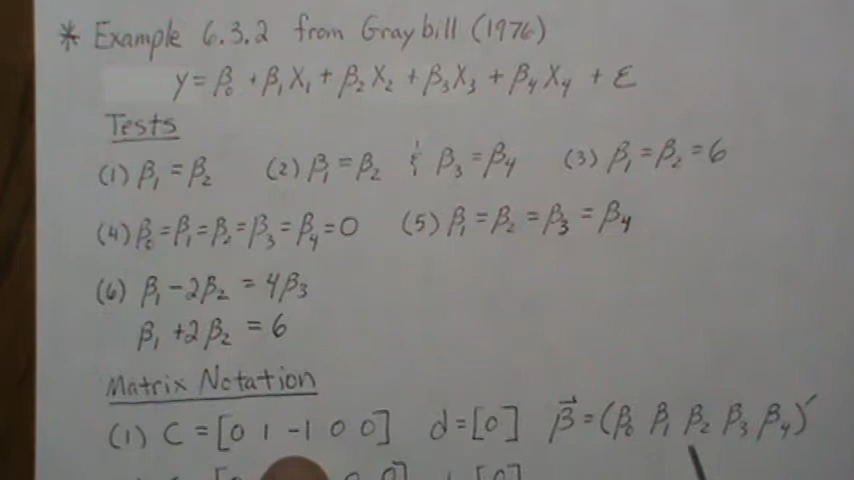 * Example 6.3.2 from Graybill (1976)
y = β₀ + β₁X₁ + β₂X₂ + β₃X₃ + β₄X₄ + ε
Tests
(1) β₁ = β₂ (2) β₁ = β₂ & β₃ = β₄ (3) β₁ = β₂ = 6
(4) β₀ = β₁ = β₂ = β₃ = β₄ = 0 (5) β₁ = β₂ = β₃ = β₄
(6) β₁ - 2β₂ = 4β₃
β₁ + 2β₂ = 6
Matrix Notation
(1) C = [0 1 -1 0 0] d = [0] β⃗ = (β₀ β₁ β₂ β₃ β₄)′